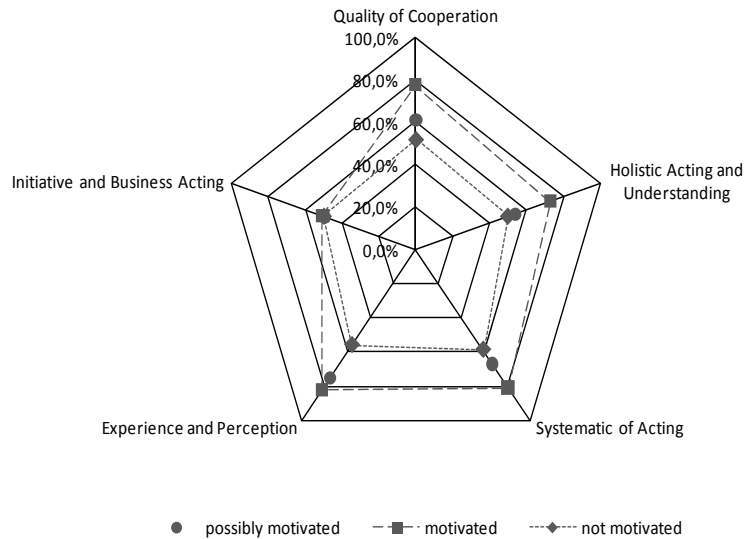 Quality of Cooperation
100,0%
80,0%
60,0%
40,0%
20,0%
0,0%
Holistic Acting and
Understanding
Initiative and Business Acting
Experience and Perception
Systematic of Acting
possibly motivated
motivated
not motivated